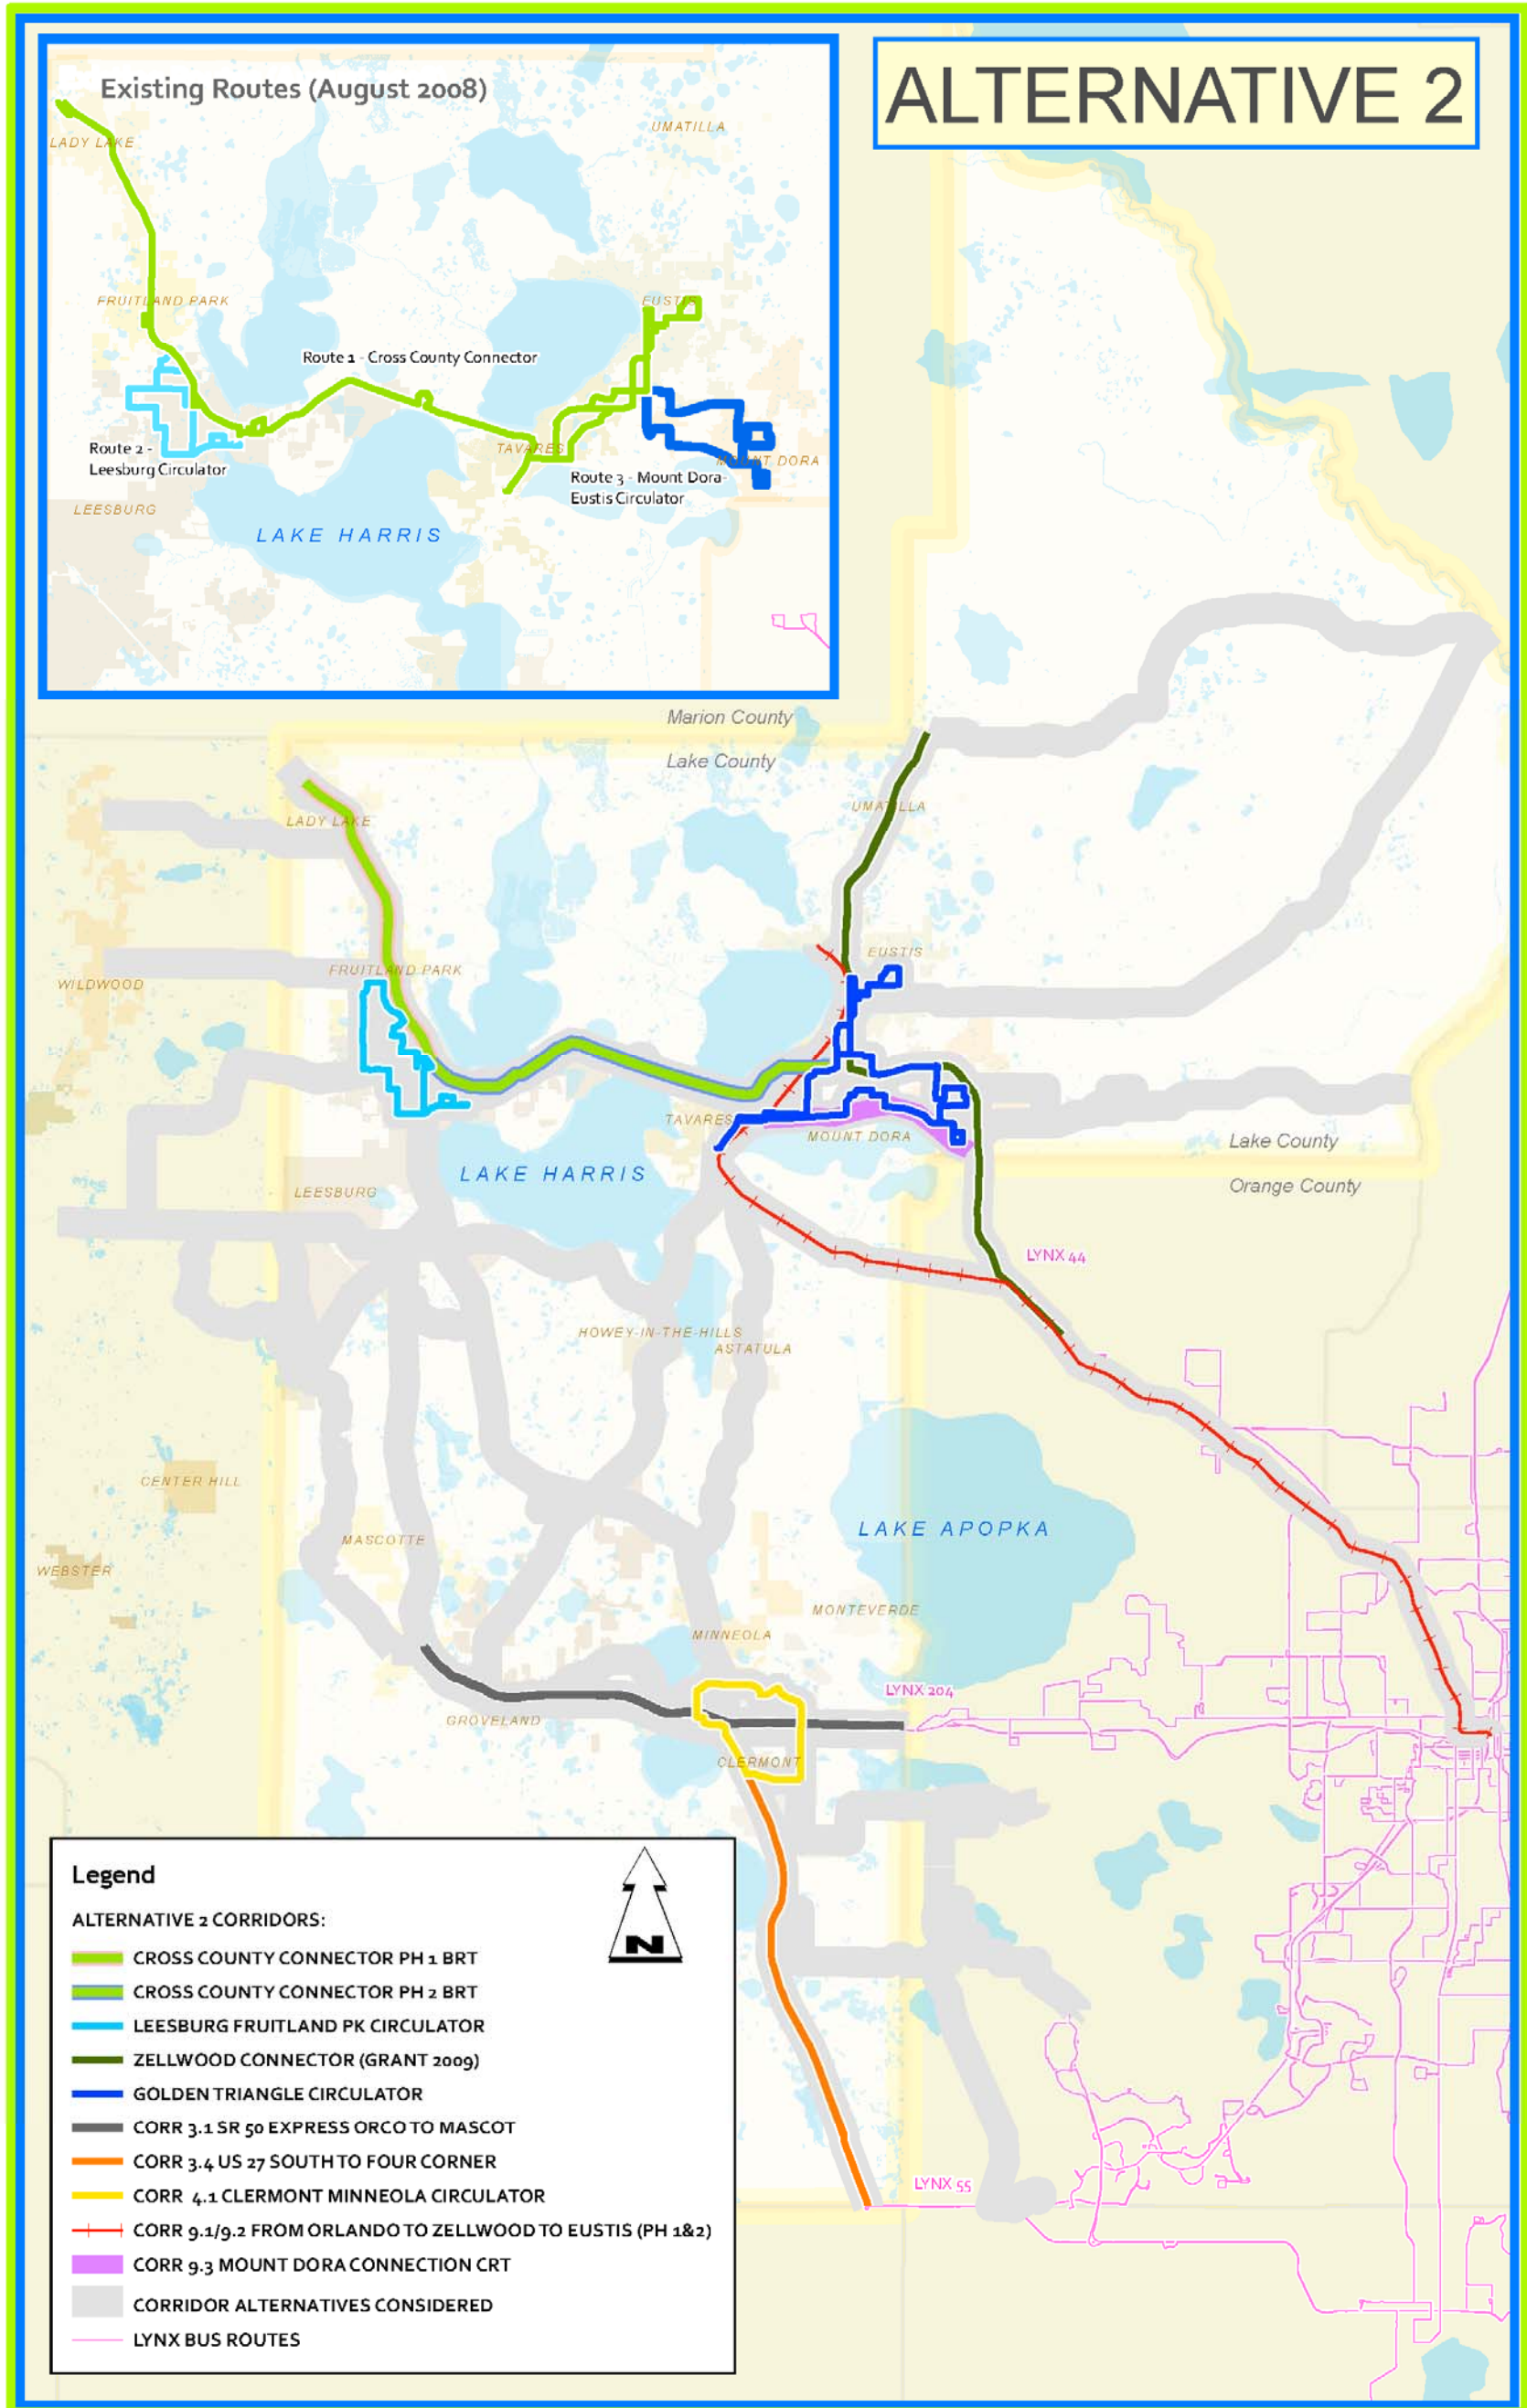 ALTERNATIVE 2
Existing Routes (August 2008)
LADY LAKE
UMATILLA
FRUITLAND PARK
EUSTIS
Route 1 - Cross County Connector
Route 2 -
Leesburg Circulator
TAVARES
MOUNT DORA
Route 3 - Mount Dora-
Eustis Circulator
LEESBURG
LAKE HARRIS
Marion County
Lake County
UMATILLA
LADY LAKE
EUSTIS
FRUITLAND PARK
WILDWOOD
TAVARES
MOUNT DORA
Lake County
Orange County
LAKE HARRIS
LEESBURG
LYNX 44
HOWEY-IN-THE-HILLS
ASTATULA
CENTER HILL
LAKE APOPKA
MASCOTTE
WEBSTER
MONTEVERDE
MINNEOLA
LYNX 204
GROVELAND
CLERMONT
LYNX 55
Legend
ALTERNATIVE 2 CORRIDORS:
CROSS COUNTY CONNECTOR PH 1 BRT
CROSS COUNTY CONNECTOR PH 2 BRT
LEESBURG FRUITLAND PK CIRCULATOR
ZELLWOOD CONNECTOR (GRANT 2009)
GOLDEN TRIANGLE CIRCULATOR
CORR 3.1 SR 50 EXPRESS ORCO TO MASCOT
CORR 3.4 US 27 SOUTH TO FOUR CORNER
CORR 4.1 CLERMONT MINNEOLA CIRCULATOR
CORR 9.1/9.2 FROM ORLANDO TO ZELLWOOD TO EUSTIS (PH 1&2)
CORR 9.3 MOUNT DORA CONNECTION CRT
CORRIDOR ALTERNATIVES CONSIDERED
LYNX BUS ROUTES
N